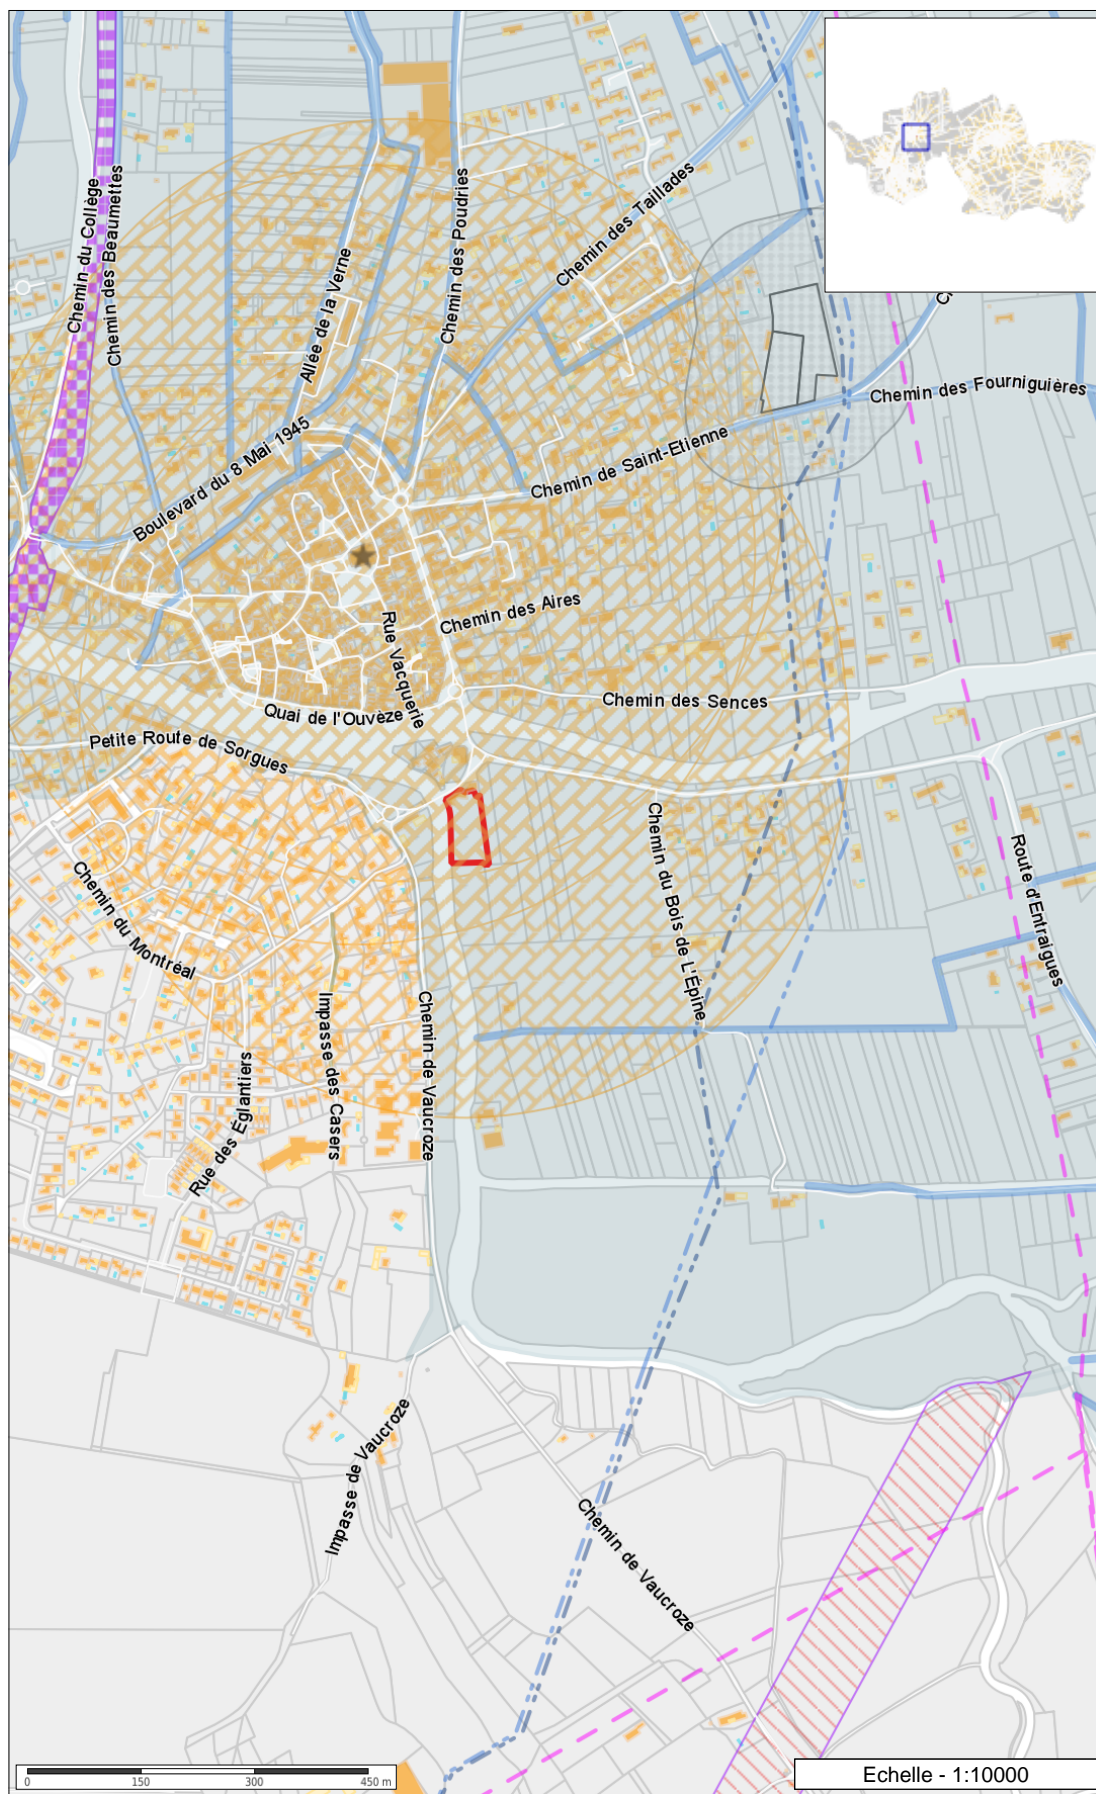 Chemin du Collège
Chemin des Beaumettes
Allée de la Verne
Chemin des Poudries
Chemin des Taillades
Chemin des Fourniguières
Boulevard du 8 Mai 1945
Chemin de Saint-Etienne
Chemin des Aires
Rue Vacquerie
Chemin des Sences
Quai de l'Ouvèze
Petite Route de Sorgues
Chemin du Bois de L'Épine
Route d'Entraigues
Chemin du Montréal
Impasse des Casers
Chemin de Vaucroze
Rue des Églantiers
Impasse de Vaucroze
Chemin de Vaucroze
0 150 300 450 m
Echelle - 1:10000